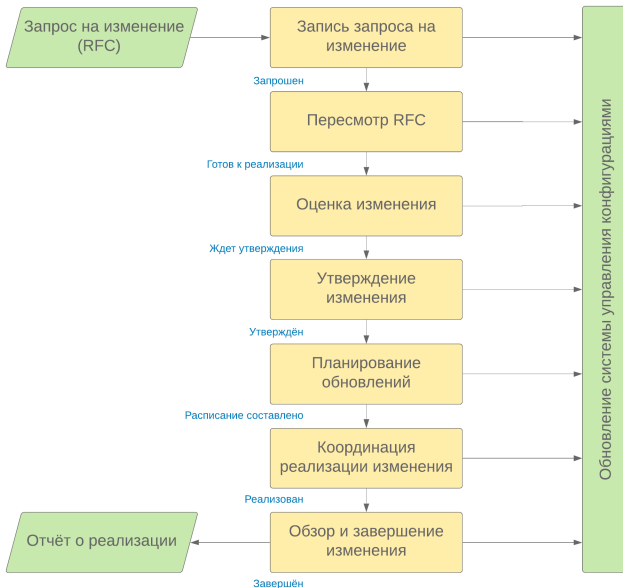 Запрос на изменение
(RFC)
Запись запроса на
изменение
Запрошен
Пересмотр RFC
Готов к реализации
Оценка изменения
Ждет утверждения
Утверждение
изменения
Утверждён
Планирование
обновлений
Расписание составлено
Координация
реализации изменения
Реализован
Обзор и завершение
изменения
Отчёт о реализации
Завершён
Обновление системы управления конфигурациями